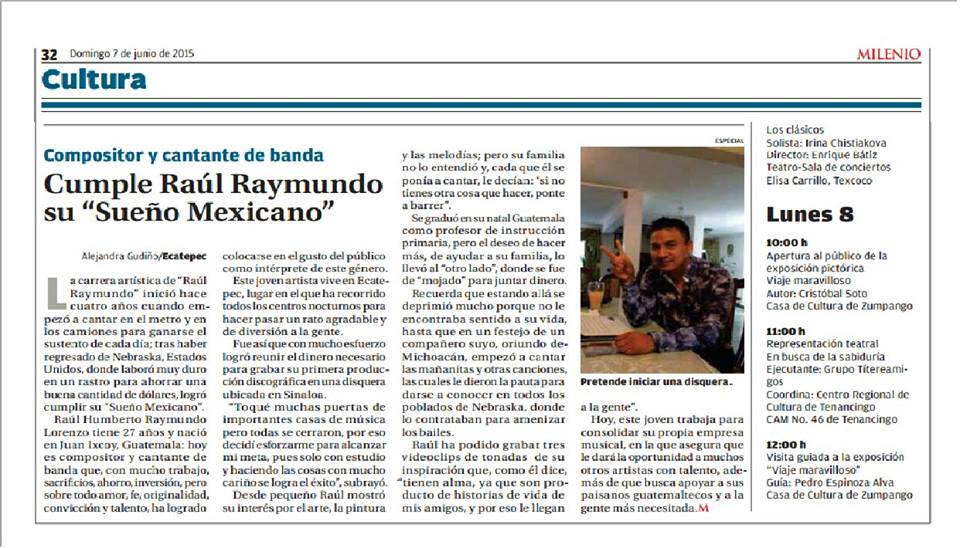 32 Domingo 7 de junio de 2015
MILENIO
Cultura
Compositor y cantante de banda
Cumple Raúl Raymundo
su “Sueño Mexicano”
Alejandra Gudiño/Ecatepec
La carrera artística de “Raúl
Raymundo” inició hace
cuatro años cuando em-
pezó a cantar en el metro y en
los camiones para ganarse el
sustento de cada día; tras haber
regresado de Nebraska, Estados
Unidos, donde laboró muy duro
en un rastro para ahorrar una
buena cantidad de dólares, logró
cumplir su “Sueño Mexicano”.
Raúl Humberto Raymundo
Lorenzo tiene 27 años y nació
en Juan Ixcoy, Guatemala: hoy
es compositor y cantante de
banda que, con mucho trabajo,
sacrificios, ahorro, inversión, pero
sobre todo amor, fe, originalidad,
convicción y talento, ha logrado
colocarse en el gusto del público
como intérprete de este género.
Este joven artista vive en Ecate-
pec, lugar en el que ha recorrido
todos los centros nocturnos para
hacer pasar un rato agradable y
de diversión a la gente.
Fue así que con mucho esfuerzo
logró reunir el dinero necesario
para grabar su primera produc-
ción discográfica en una disquera
ubicada en Sinaloa.
“Toqué muchas puertas de
importantes casas de música
pero todas se cerraron, por eso
decidí esforzarme para alcanzar
mi meta, pues solo con estudio
y haciendo las cosas con mucho
cariño se logra el éxito”, subrayó.
Desde pequeño Raúl mostró
su interés por el arte, la pintura
y las melodías; pero su familia
no lo entendió y, cada que él se
ponía a cantar, le decían: “si no
tienes otra cosa que hacer, ponte
a barrer”.
Se graduó en su natal Guatemala
como profesor de instrucción
primaria, pero el deseo de hacer
más, de ayudar a su familia, lo
llevó al “otro lado”, donde se fue
de “mojado” para juntar dinero.
Recuerda que estando allá se
deprimió mucho porque no le
encontraba sentido a su vida,
hasta que en un festejo de un
compañero suyo, oriundo de
Michoacán, empezó a cantar
las mañanitas y otras canciones,
las cuales le dieron la pauta para
darse a conocer en todos los
poblados de Nebraska, donde
lo contrataban para amenizar
los bailes.
Raúl ha podido grabar tres
videoclips de tonadas de su
inspiración que, como él dice,
“tienen alma, ya que son pro-
ducto de historias de vida de
mis amigos, y por eso le llegan
ESPECIAL
Pretende iniciar una disquera.
a la gente”.
Hoy, este joven trabaja para
consolidar su propia empresa
musical, en la que asegura que
le dará la oportunidad a muchos
otros artistas con talento, ade-
más de que busca apoyar a sus
paisanos guatemaltecos y a la
gente más necesitada.M
Los clásicos
Solista: Irina Chistiakova
Director: Enrique Bátiz
Teatro-Sala de conciertos
Elisa Carrillo, Texcoco
Lunes 8
10:00 h
Apertura al público de la
exposición pictórica
Viaje maravilloso
Autor: Cristóbal Soto
Casa de Cultura de Zumpango
11:00 h
Representación teatral
En busca de la sabiduría
Ejecutante: Grupo Títereami-
gos
Coordina: Centro Regional de
Cultura de Tenancingo
CAM No. 46 de Tenancingo
12:00 h
Visita guiada a la exposición
“Viaje maravilloso”
Guía: Pedro Espinoza Alva
Casa de Cultura de Zumpango